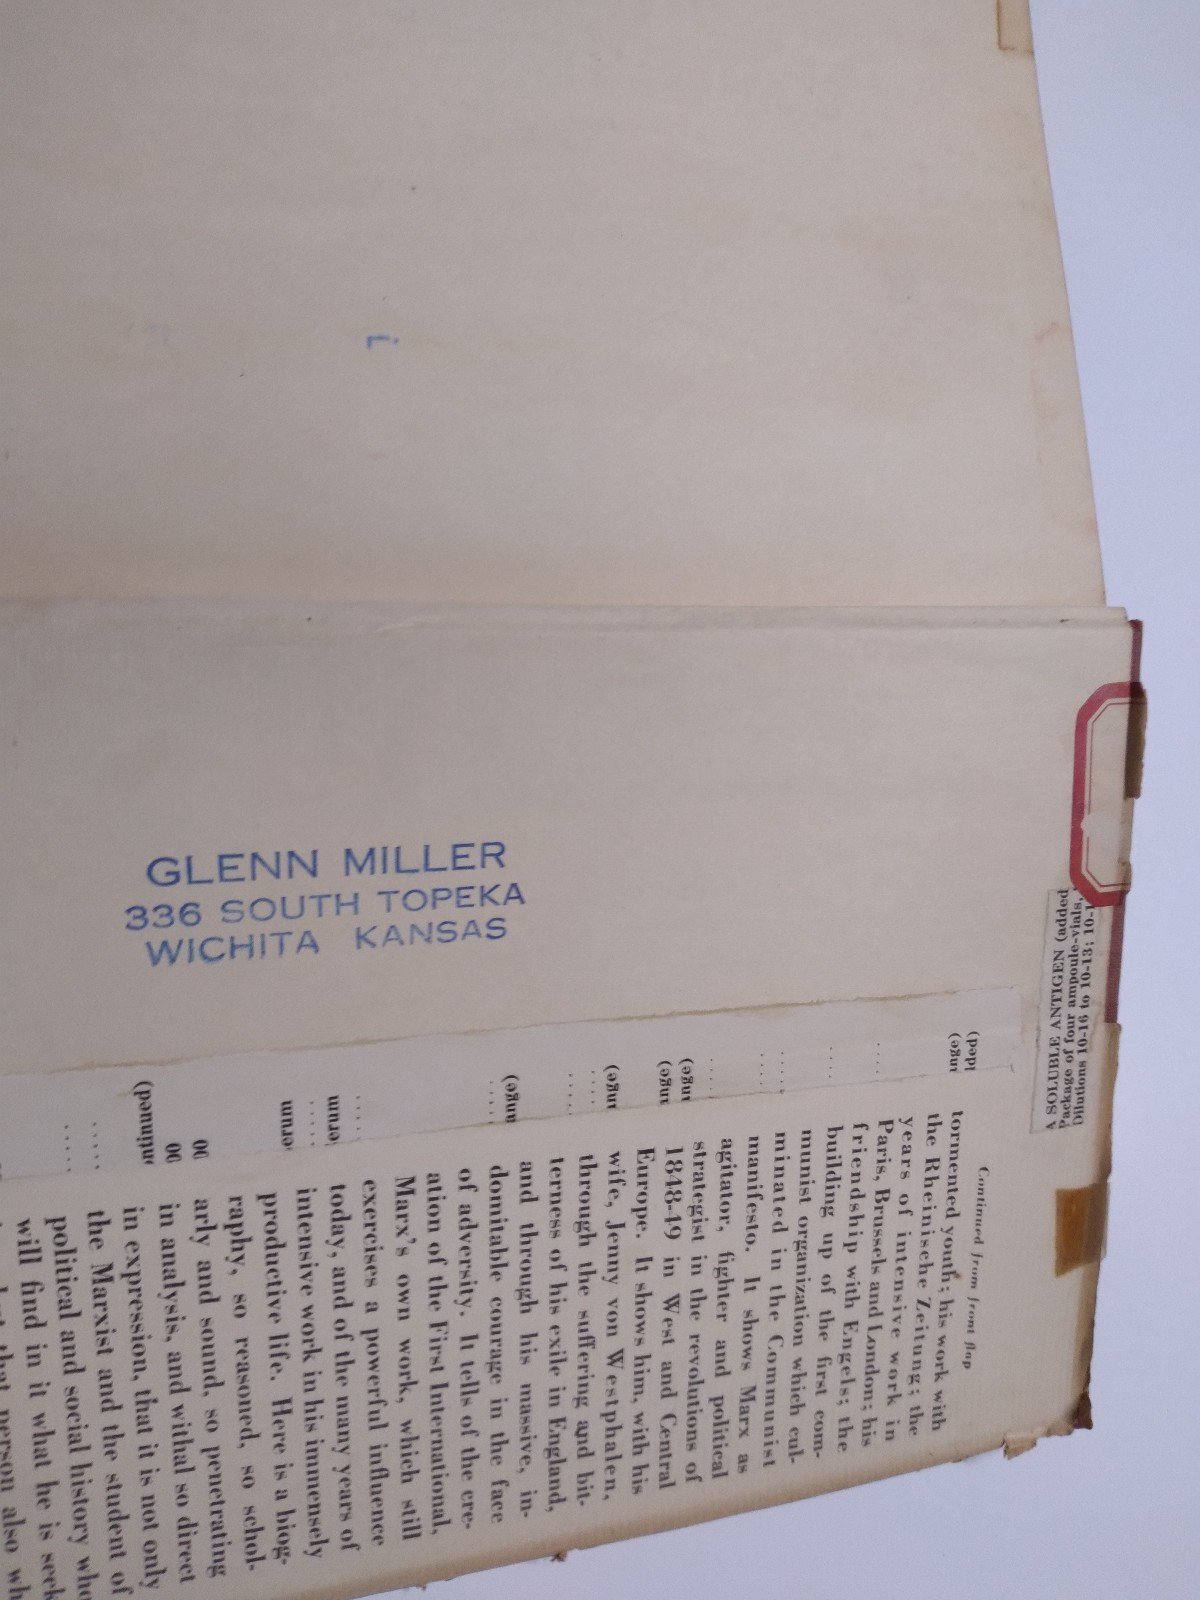 GLENN MILLER
336 SOUTH TOPEKA
WICHITA KANSAS
A SOLUBLE ANTIGEN (added
Package of four ampoule-vials,
Dilutions 10-16 to 10-13; 10-1
Continued from front flap
tormented youth; his work with
the Rheinische Zeitung; the
years of intensive work in
Paris, Brussels and London; his
friendship with Engels; the
building up of the first com-
munist organization which cul-
minated in the Communist
manifesto. It shows Marx as
agitator, fighter and political
strategist in the revolutions of
1848-49 in West and Central
Europe. It shows him, with his
wife, Jenny von Westphalen,
through the suffering and bit-
terness of his exile in England,
and through his massive, in-
domitable courage in the face
of adversity. It tells of the cre-
ation of the First International,
Marx's own work, which still
exercises a powerful influence
today, and of the many years of
intensive work in his immensely
productive life. Here is a biog-
raphy, so reasoned, so schol-
arly and sound, so penetrating
in analysis, and withal so direct
in expression, that it is not only
the Marxist and the student of
political and social history who
will find in it what he is seek
that person also wh